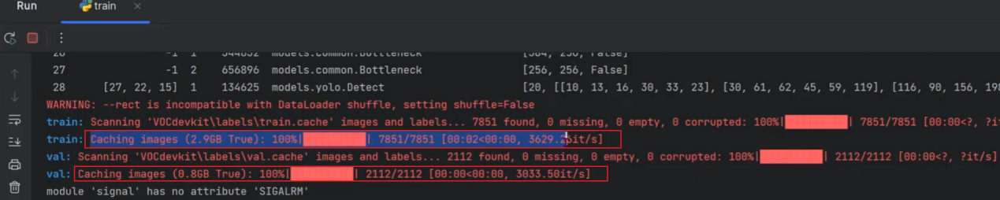 Run train
-1 1 344832 models.common.Bottleneck [384, 256, False]
27 -1 2 656896 models.common.Bottleneck [256, 256, False]
28 [27, 22, 15] 1 134625 models.yolo.Detect [20, [[10, 13, 16, 30, 33, 23], [30, 61, 62, 45, 59, 119], [116, 90, 156, 198
WARNING: --rect is incompatible with DataLoader shuffle, setting shuffle=False
train: Scanning 'VOCdevkit\labels\train.cache' images and labels... 7851 found, 0 missing, 0 empty, 0 corrupted: 100%|██████████| 7851/7851 [00:00<?, ?it
train: Caching images (2.9GB True): 100%|██████████| 7851/7851 [00:02<00:00, 3629.26it/s]
val: Scanning 'VOCdevkit\labels\val.cache' images and labels... 2112 found, 0 missing, 0 empty, 0 corrupted: 100%|██████████| 2112/2112 [00:00<?, ?it/s]
val: Caching images (0.8GB True): 100%|██████████| 2112/2112 [00:00<00:00, 3033.50it/s]
module 'signal' has no attribute 'SIGALRM'